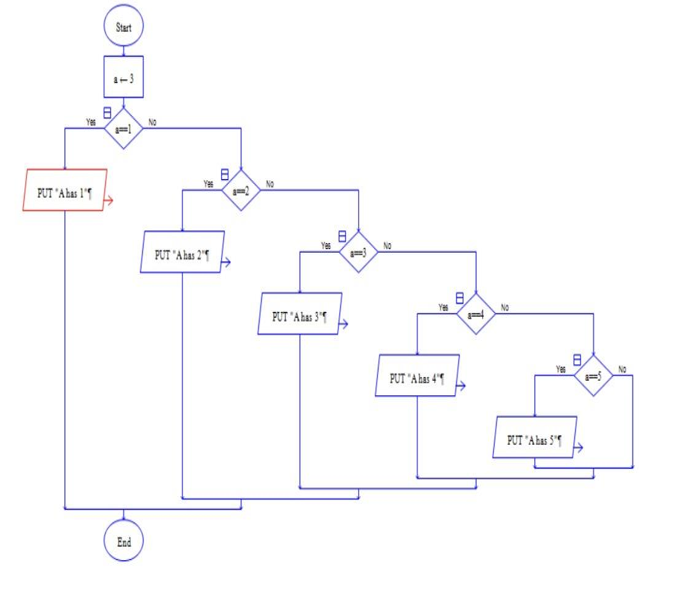 Start
a ← 3
Yes
a==1
No
PUT "A has 1"¶
Yes
a==2
No
PUT "A has 2"¶
Yes
a==3
No
PUT "A has 3"¶
Yes
a==4
No
PUT "A has 4"¶
Yes
a==5
No
PUT "A has 5"¶
End